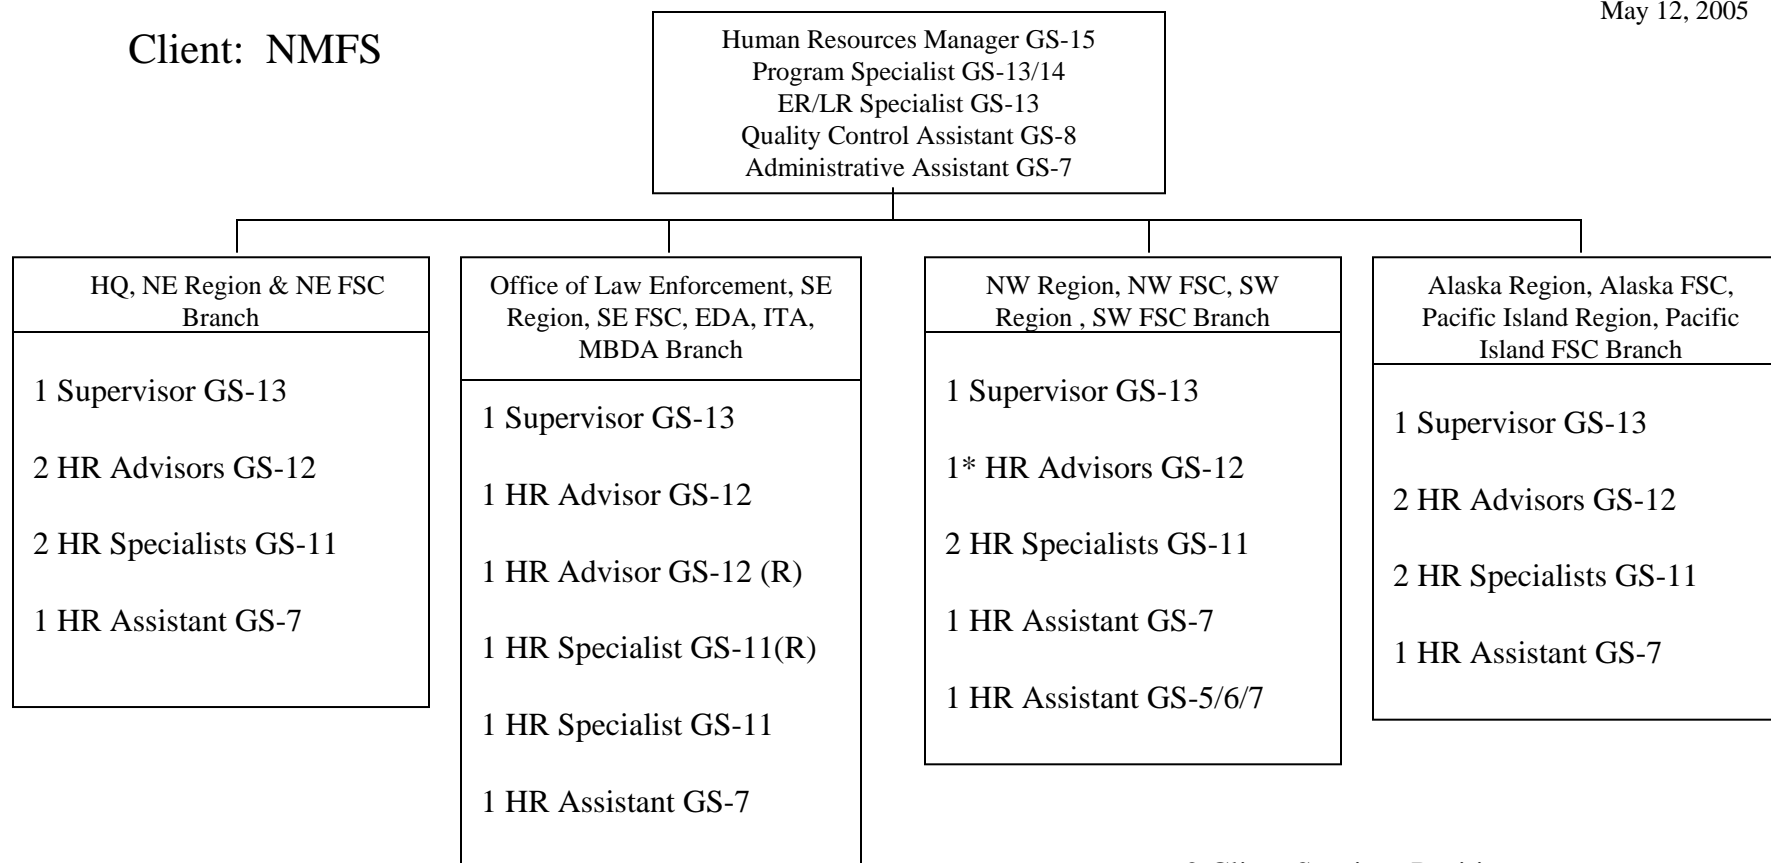 May 12, 2005
Client: NMFS
Human Resources Manager GS-15
Program Specialist GS-13/14
ER/LR Specialist GS-13
Quality Control Assistant GS-8
Administrative Assistant GS-7
HQ, NE Region & NE FSC
Branch
1 Supervisor GS-13
2 HR Advisors GS-12
2 HR Specialists GS-11
1 HR Assistant GS-7
Office of Law Enforcement, SE
Region, SE FSC, EDA, ITA,
MBDA Branch
1 Supervisor GS-13
1 HR Advisor GS-12
1 HR Advisor GS-12 (R)
1 HR Specialist GS-11(R)
1 HR Specialist GS-11
1 HR Assistant GS-7
NW Region, NW FSC, SW
Region , SW FSC Branch
1 Supervisor GS-13
1* HR Advisors GS-12
2 HR Specialists GS-11
1 HR Assistant GS-7
1 HR Assistant GS-5/6/7
Alaska Region, Alaska FSC,
Pacific Island Region, Pacific
Island FSC Branch
1 Supervisor GS-13
2 HR Advisors GS-12
2 HR Specialists GS-11
1 HR Assistant GS-7